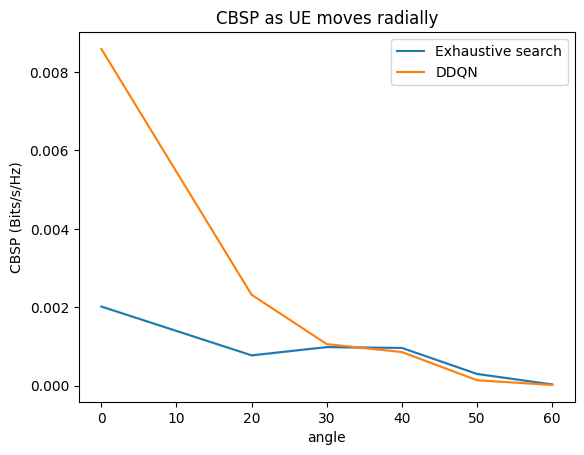 CBSP as UE moves radially
Exhaustive search
DDQN
CBSP (Bits/s/Hz)
0.008
0.006
0.004
0.002
0.000
0 10 20 30 40 50 60
angle